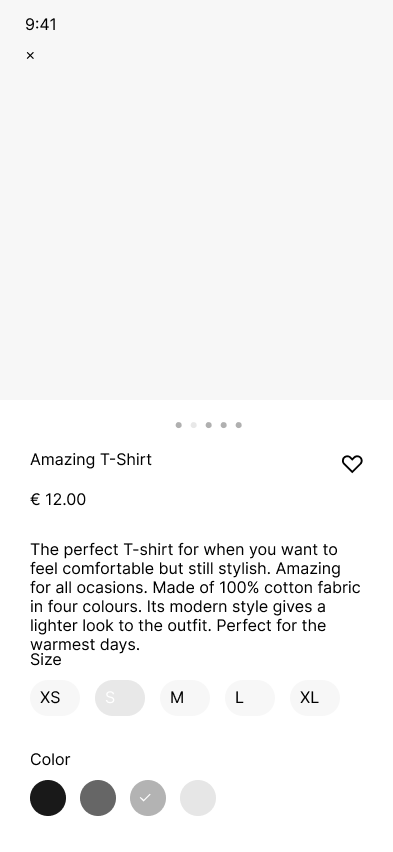 9:41
×
Amazing T-Shirt
€ 12.00
The perfect T-shirt for when you want to
feel comfortable but still stylish. Amazing
for all ocasions. Made of 100% cotton fabric
in four colours. Its modern style gives a
lighter look to the outfit. Perfect for the
warmest days.
Size
XS S M L XL
Color